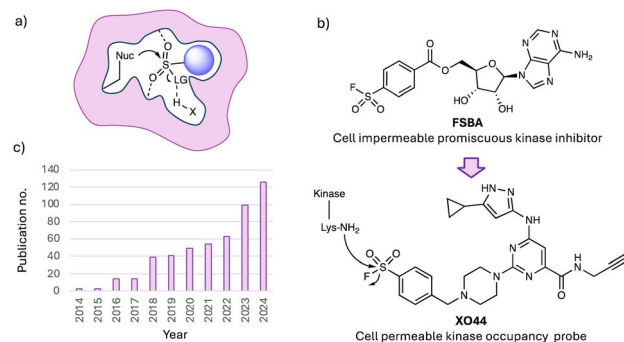 a)
Nuc
O
S
O
LG
H
X
b)
O
O
O
N
N
N
N
NH2
F
S
O
O
HO
OH
FSBA
Cell impermeable promiscuous kinase inhibitor
c)
Publication no.
140
120
100
80
60
40
20
0
2014
2015
2016
2017
2018
2019
2020
2021
2022
2023
2024
Year
Kinase
Lys-NH2
HN
N
NH
O
O
S
F
N
N
N
N
H
N
O
XO44
Cell permeable kinase occupancy probe